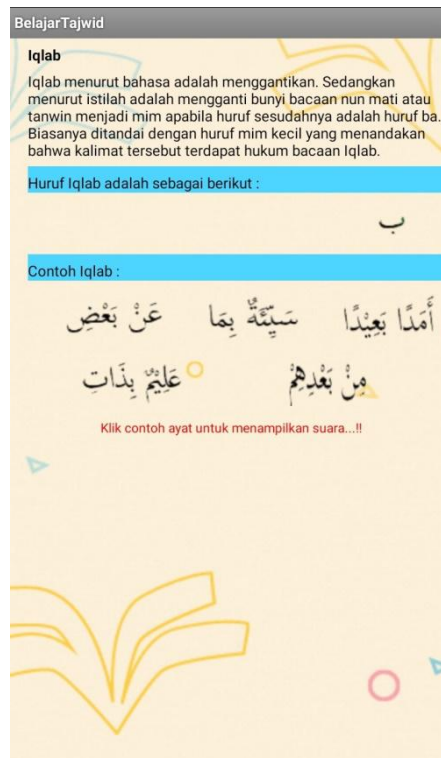 BelajarTajwid
Iqlab
Iqlab menurut bahasa adalah menggantikan. Sedangkan
menurut istilah adalah mengganti bunyi bacaan nun mati atau
tanwin menjadi mim apabila huruf sesudahnya adalah huruf ba.
Biasanya ditandai dengan huruf mim kecil yang menandakan
bahwa kalimat tersebut terdapat hukum bacaan Iqlab.
Huruf Iqlab adalah sebagai berikut :
ب
Contoh Iqlab :
أَمَدًا بَعِيْدًا سَيِّئَةٌ بِمَا عَنْ بَعْضِ
مِنْ بَعْدِهِمْ عَلِيْمٌ بِذَاتِ
Klik contoh ayat untuk menampilkan suara...!!